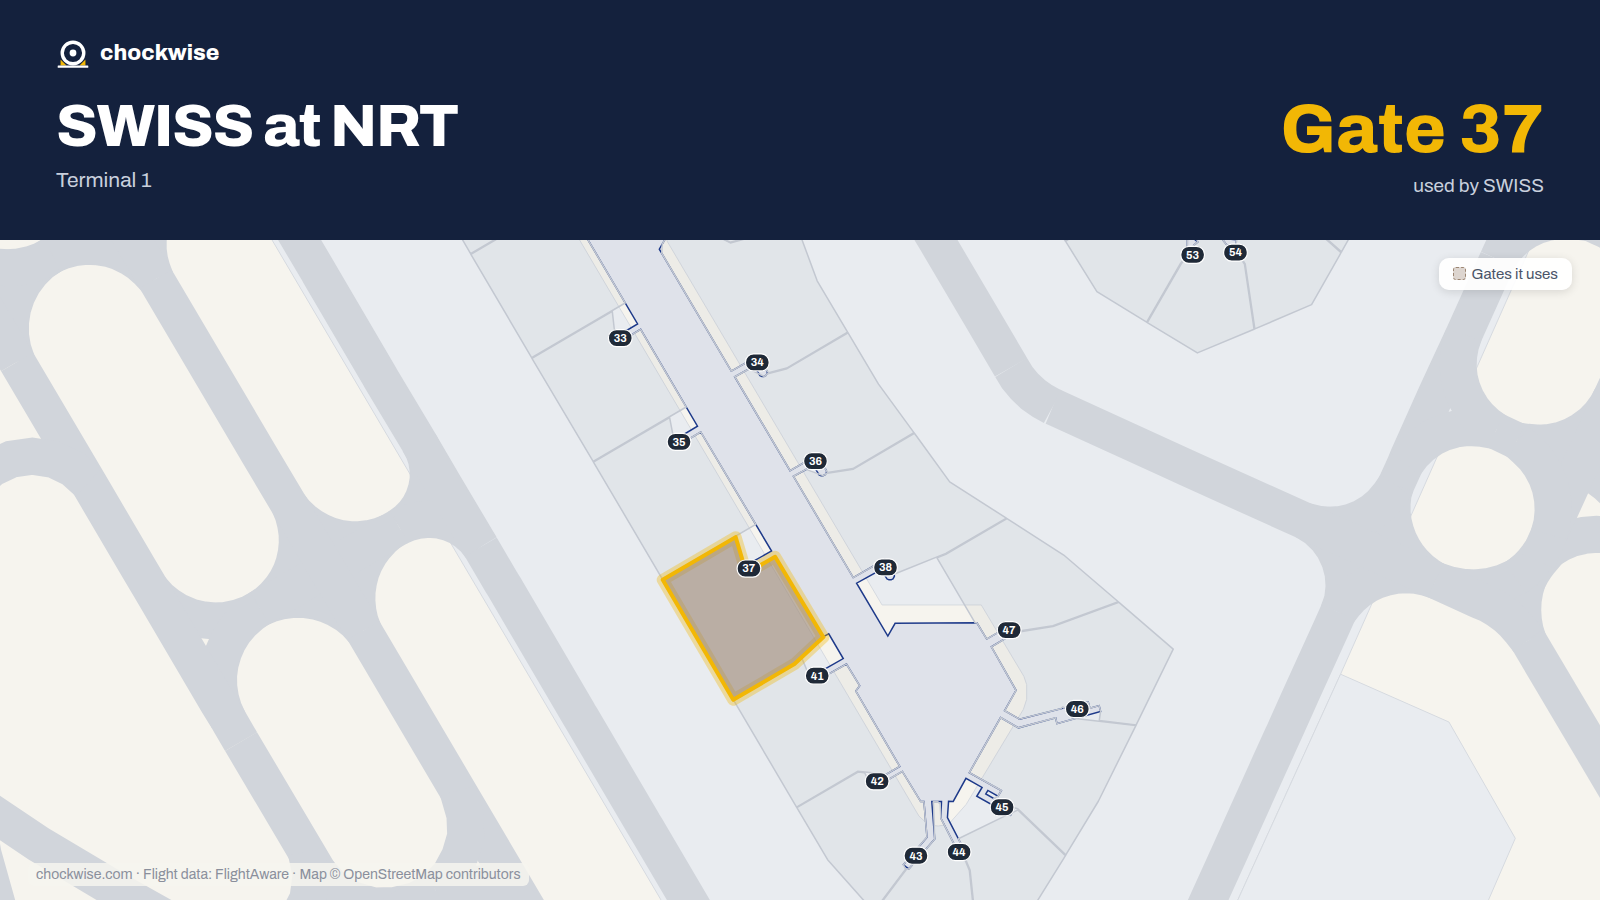 chockwise
SWISS at NRT
Terminal 1
Gate 37
used by SWISS
53
54
Gates it uses
33
34
35
36
37
38
47
41
46
42
45
43
44
chockwise.com · Flight data: FlightAware · Map © OpenStreetMap contributors